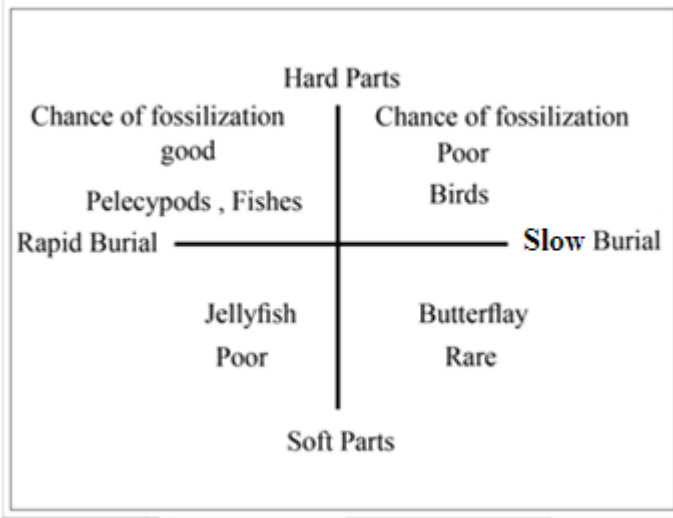 Hard Parts
Chance of fossilization
good
Pelecypods , Fishes
Chance of fossilization
Poor
Birds
Rapid Burial
Slow Burial
Jellyfish
Poor
Butterflay
Rare
Soft Parts